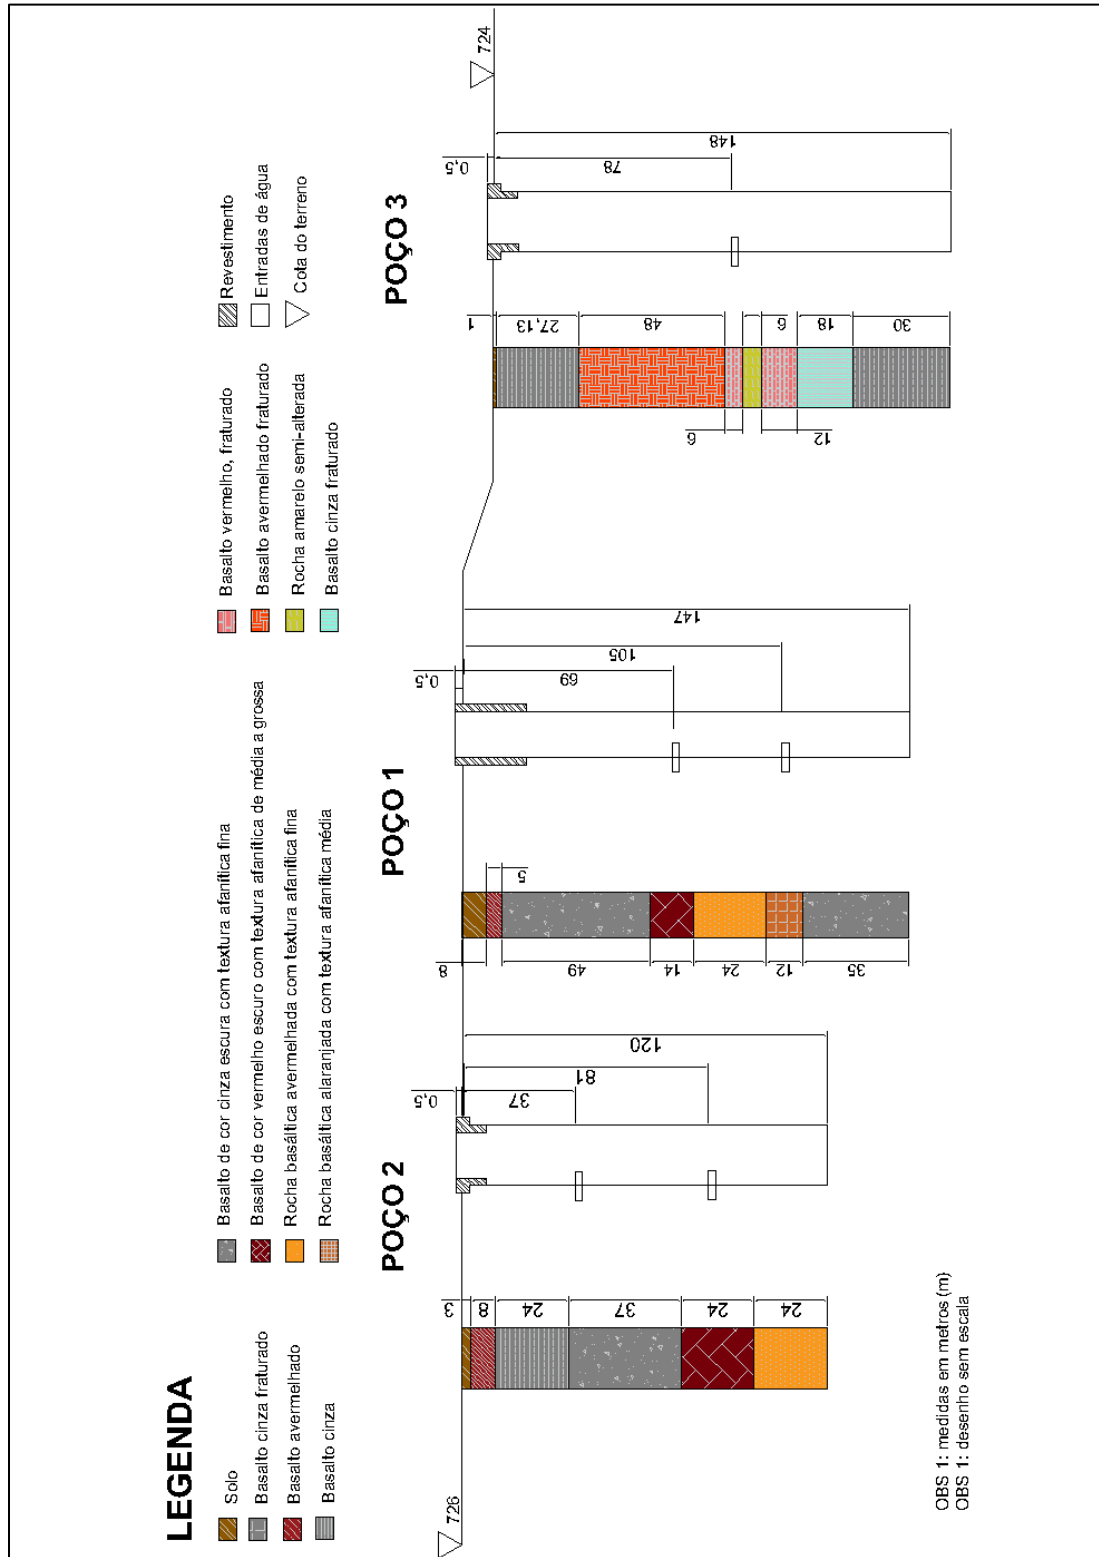 LEGENDA
Solo
Basalto cinza fraturado
Basalto avermelhado
Basalto cinza
Basalto de cor cinza escura com textura afanítica fina
Basalto de cor vermelho escuro com textura afanítica de média a grossa
Rocha basáltica avermelhada com textura afanítica fina
Rocha basáltica alaranjada com textura afanítica média
Basalto vermelho, fraturado
Basalto avermelhado fraturado
Rocha amarelo semi-alterada
Basalto cinza fraturado
Revestimento
Entradas de água
Cota do terreno
POÇO 2
POÇO 1
POÇO 3
726
3
8
24
37
24
24
0,5
37
81
120
8
5
49
14
24
12
35
0,5
69
105
147
1
27,13
48
6
6
12
18
30
0,5
78
148
724
OBS 1: medidas em metros (m)
OBS 1: desenho sem escala